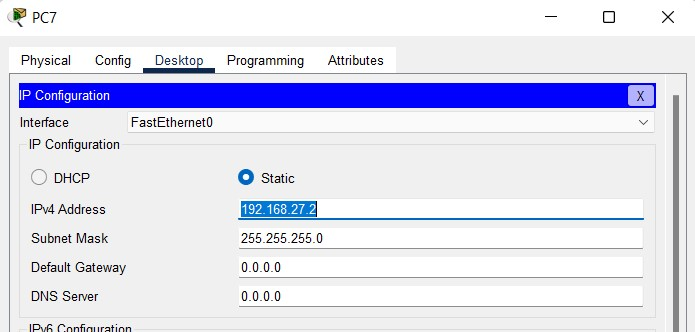 PC7
Physical Config Desktop Programming Attributes
IP Configuration X
Interface FastEthernet0
IP Configuration
DHCP Static
IPv4 Address 192.168.27.2
Subnet Mask 255.255.255.0
Default Gateway 0.0.0.0
DNS Server 0.0.0.0
IPv6 Configuration